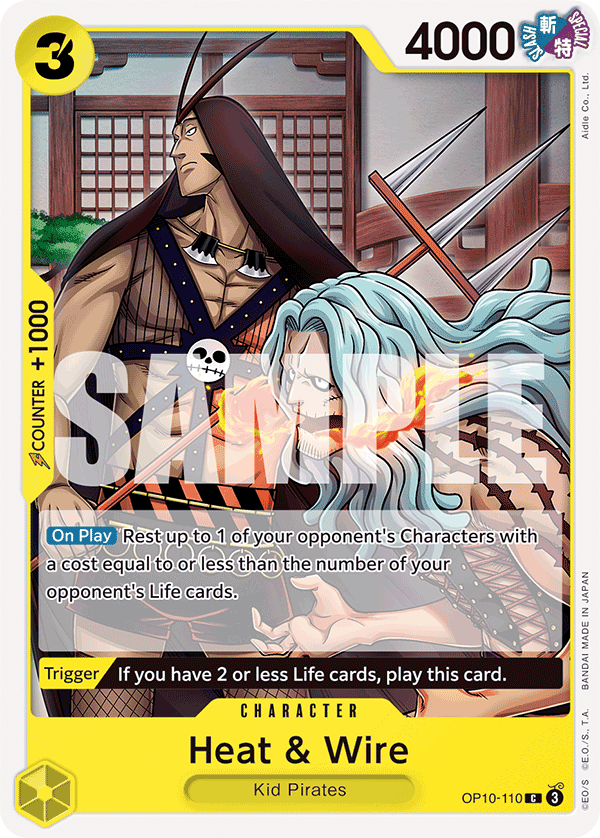 3
4000
SLASH 斬 特 SPECIAL
Aidle Co., Ltd.
COUNTER +1000
SAMPLE
On Play Rest up to 1 of your opponent's Characters with
a cost equal to or less than the number of your
opponent's Life cards.
Trigger If you have 2 or less Life cards, play this card.
CHARACTER
Heat & Wire
Kid Pirates
OP10-110 C 3
©EO/S ©E.O./S., T.A. BANDAI MADE IN JAPAN